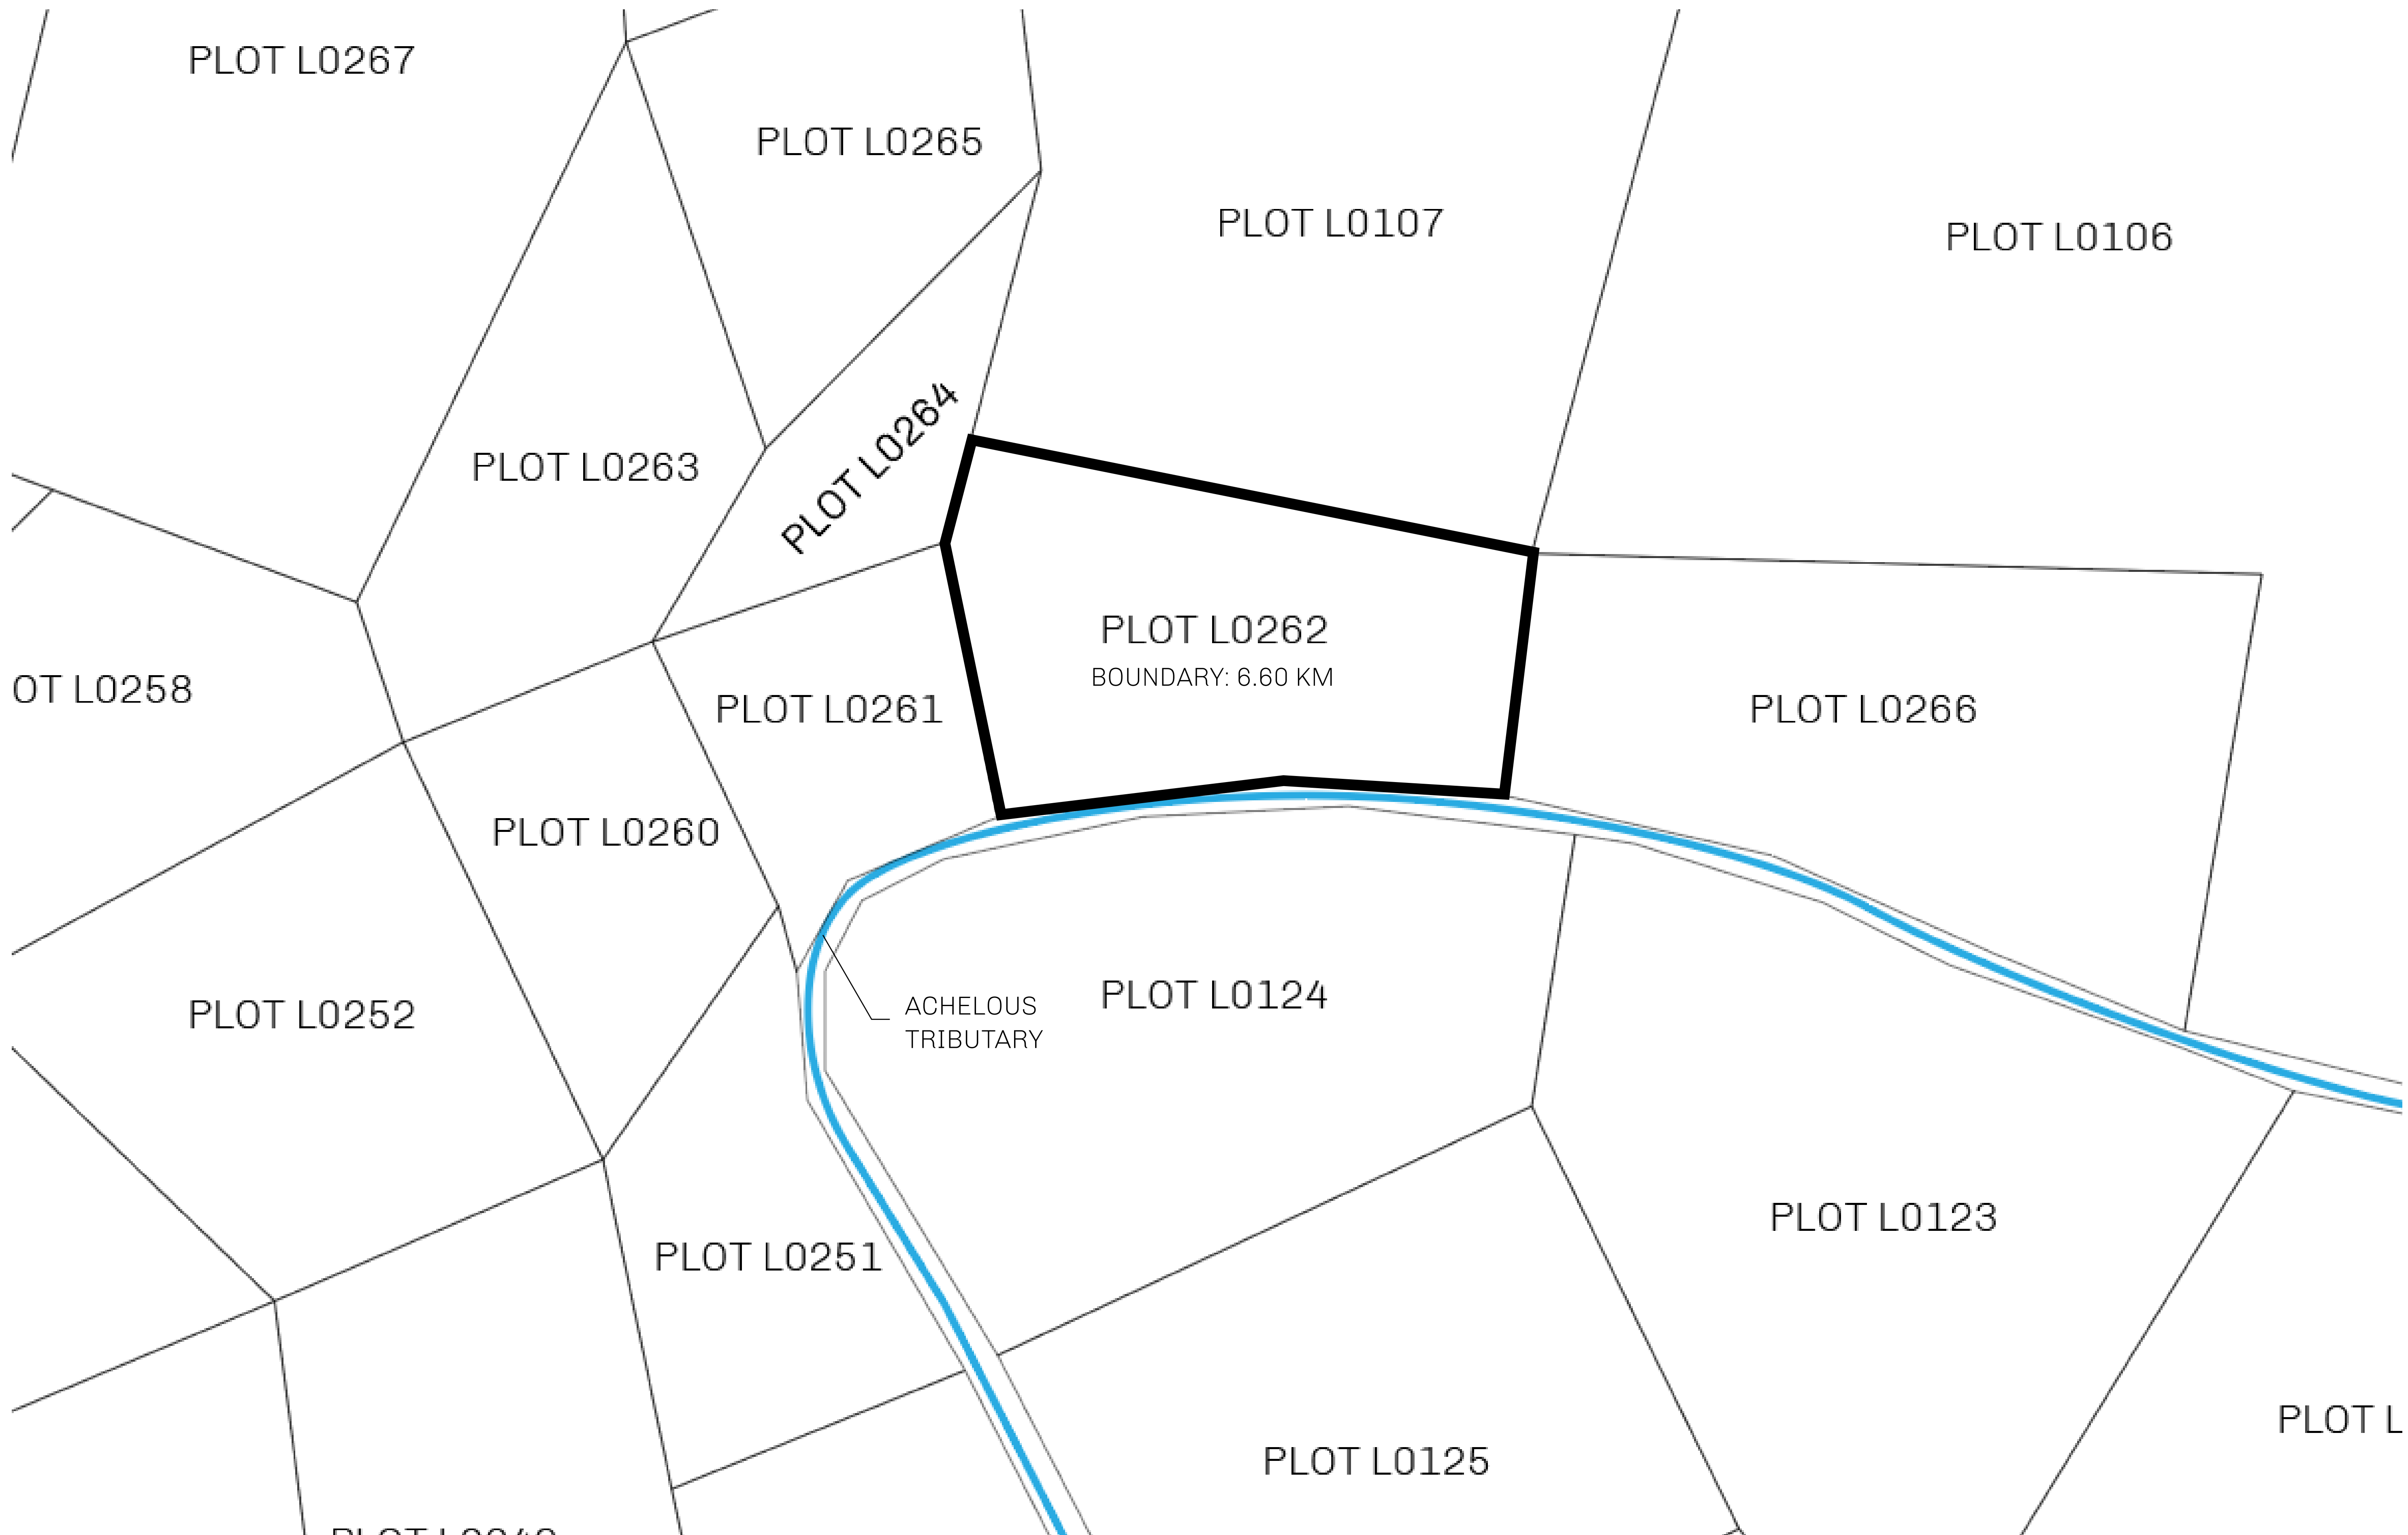 PLOT L0267
PLOT L0265
PLOT L0107
PLOT L0106
PLOT L0264
PLOT L0263
PLOT L0262
BOUNDARY: 6.60 KM
OT L0258
PLOT L0261
PLOT L0266
PLOT L0260
PLOT L0252
ACHELOUS
TRIBUTARY
PLOT L0124
PLOT L0123
PLOT L0251
PLOT L
PLOT L0125
PLOT